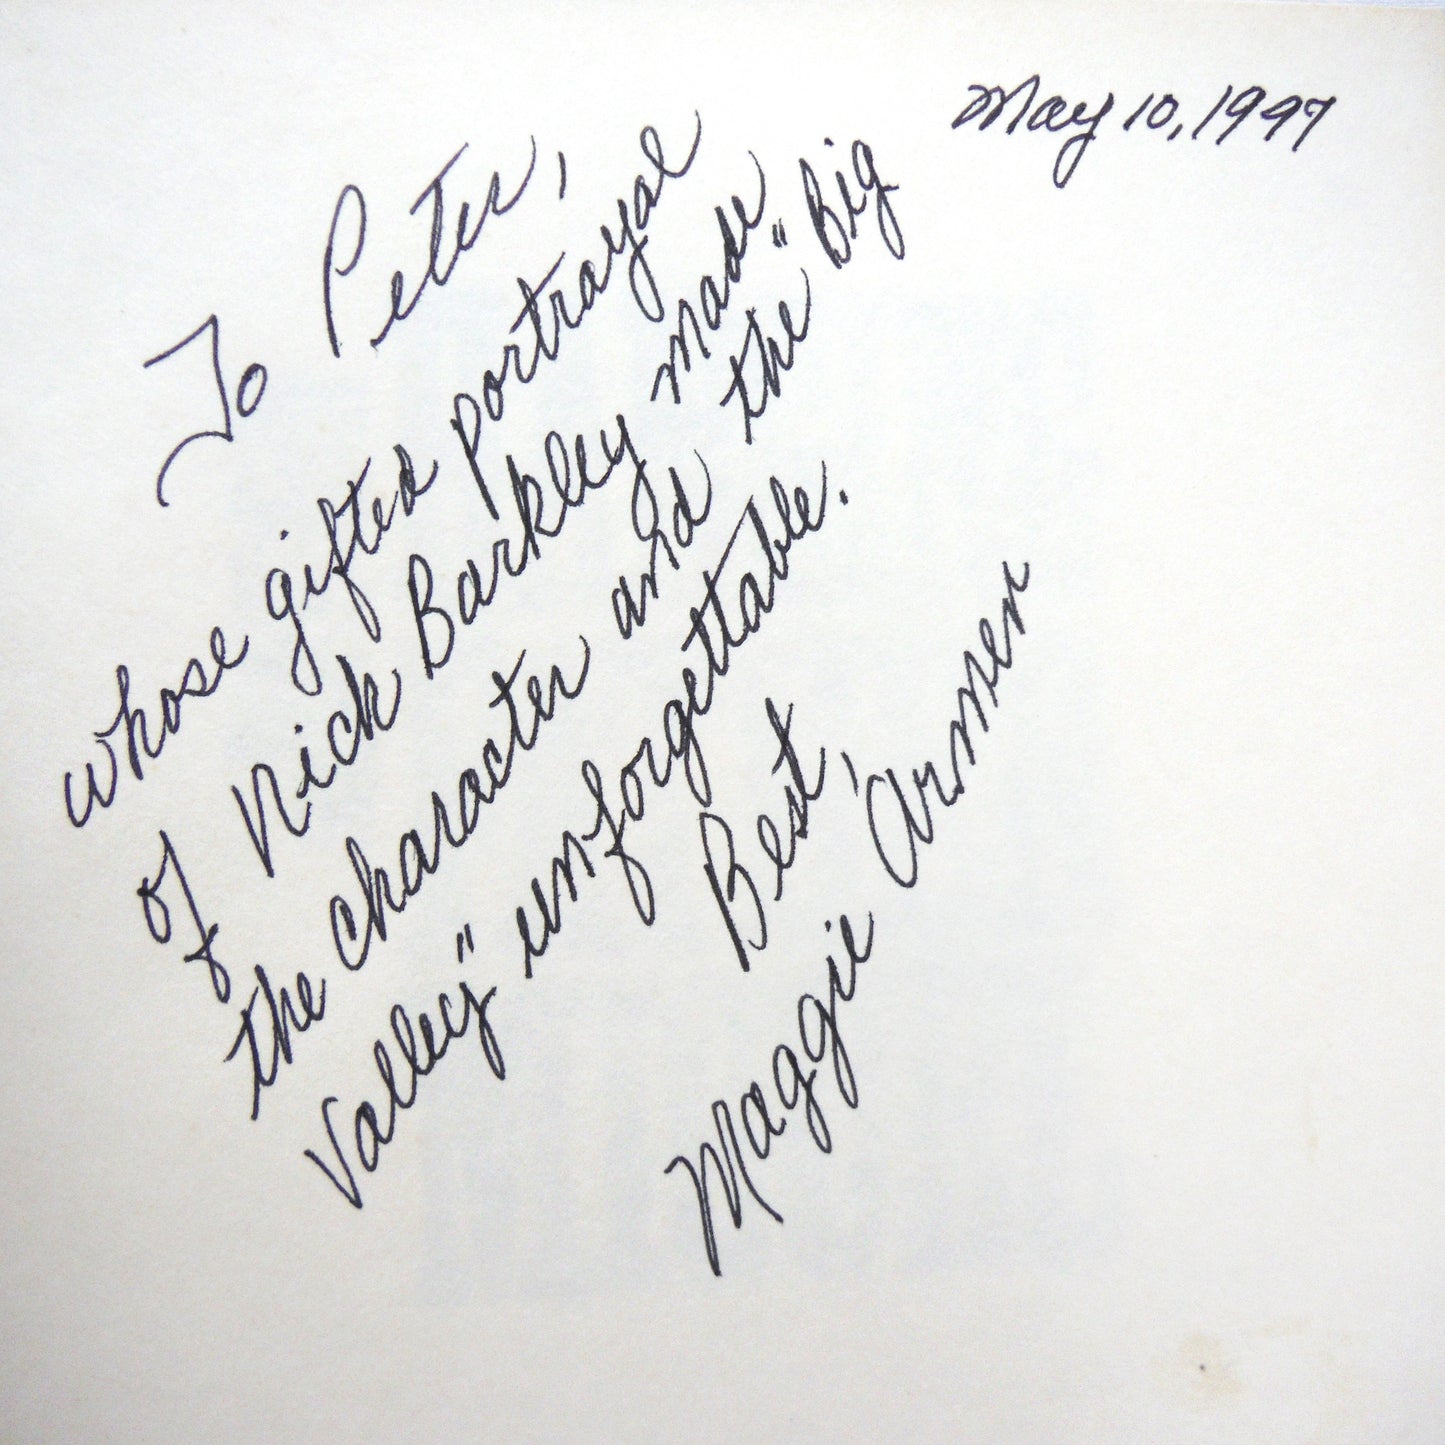 May 10, 1997
To Peter,
whose gifted portrayal
of Nick Barkley made
the character and the "Big
Valley" unforgettable.
Best,
Maggie Armen